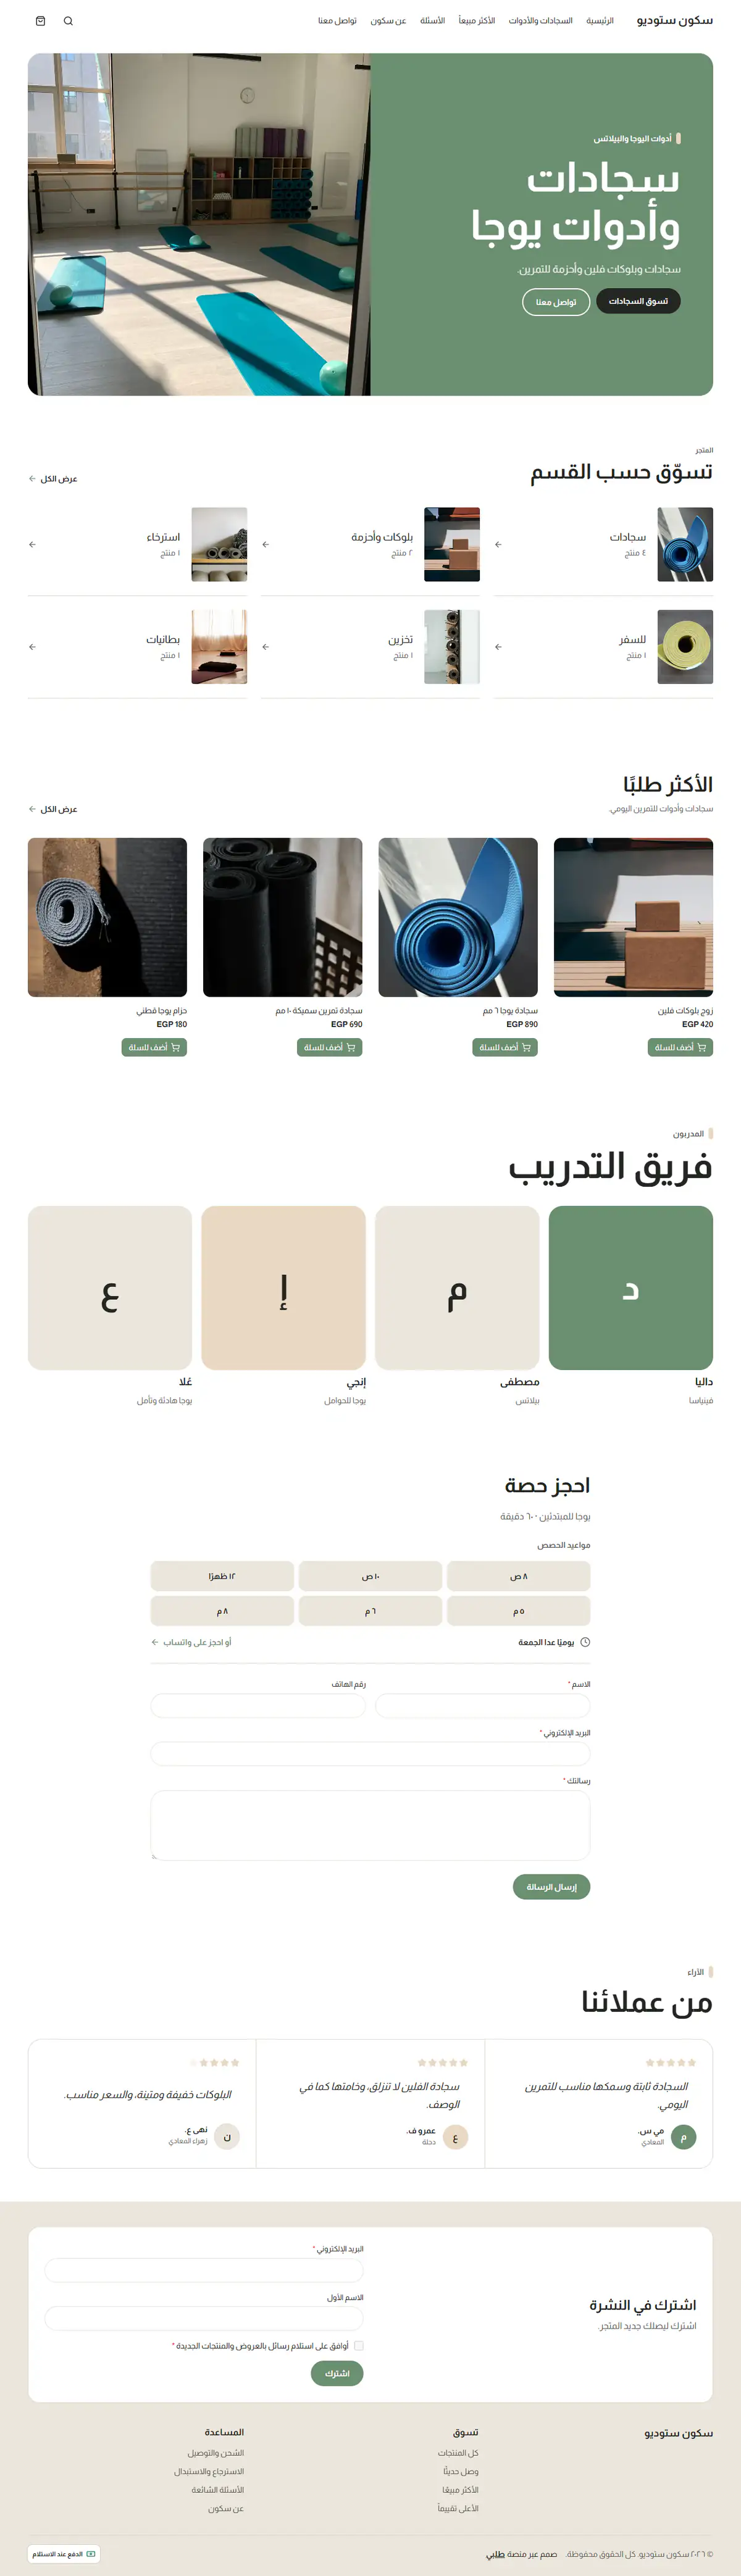 سكون ستوديو
الرئيسية
السجادات والأدوات
الأكثر مبيعاً
الأسئلة
عن سكون
تواصل معنا
أدوات اليوجا والبيلاتس
سجادات
وأدوات يوجا
سجادات وبلوكات فلين وأحزمة للتمرين.
تسوق السجادات
تواصل معنا
المتجر
تسوّق حسب القسم
عرض الكل
سجادات
٤ منتج
بلوكات وأحزمة
٢ منتج
استرخاء
١ منتج
للسفر
١ منتج
تخزين
١ منتج
بطانيات
١ منتج
الأكثر طلبًا
سجادات وأدوات للتمرين اليومي.
عرض الكل
زوج بلوكات فلين
EGP 420
أضف للسلة
سجادة يوجا ٦ مم
EGP 890
أضف للسلة
سجادة تمرين سميكة ١٠ مم
EGP 690
أضف للسلة
حزام يوجا قطني
EGP 180
أضف للسلة
المدربون
فريق التدريب
د
داليا
فينياسا
م
مصطفى
بيلاتس
إ
إنجي
يوجا للحوامل
ع
عُلا
يوجا هادئة وتأمل
احجز حصة
يوجا للمبتدئين • ٦٠ دقيقة
مواعيد الحصص
٨ ص
١٠ ص
١٢ ظهرًا
٥ م
٦ م
٨ م
يوميًا عدا الجمعة
أو احجز على واتساب
الاسم *
رقم الهاتف
البريد الإلكتروني *
رسالتك *
إرسال الرسالة
الآراء
من عملائنا
السجادة ثابتة وسمكها مناسب للتمرين
اليومي.
م
مي س.
المعادي
سجادة الفلين لا تنزلق، وخامتها كما في
الوصف.
ع
عمرو ف.
دجلة
البلوكات خفيفة ومتينة، والسعر مناسب.
ن
نهى ع.
زهراء المعادي
اشترك في النشرة
اشترك ليصلك جديد المتجر.
البريد الإلكتروني *
الاسم الأول
أوافق على استلام رسائل بالعروض والمنتجات الجديدة *
اشترك
سكون ستوديو
تسوق
كل المنتجات
وصل حديثًا
الأكثر مبيعًا
الأعلى تقييماً
المساعدة
الشحن والتوصيل
الاسترجاع والاستبدال
الأسئلة الشائعة
عن سكون
© ٢٠٢٦ سكون ستوديو. كل الحقوق محفوظة. صمم عبر منصة طلبي
الدفع عند الاستلام